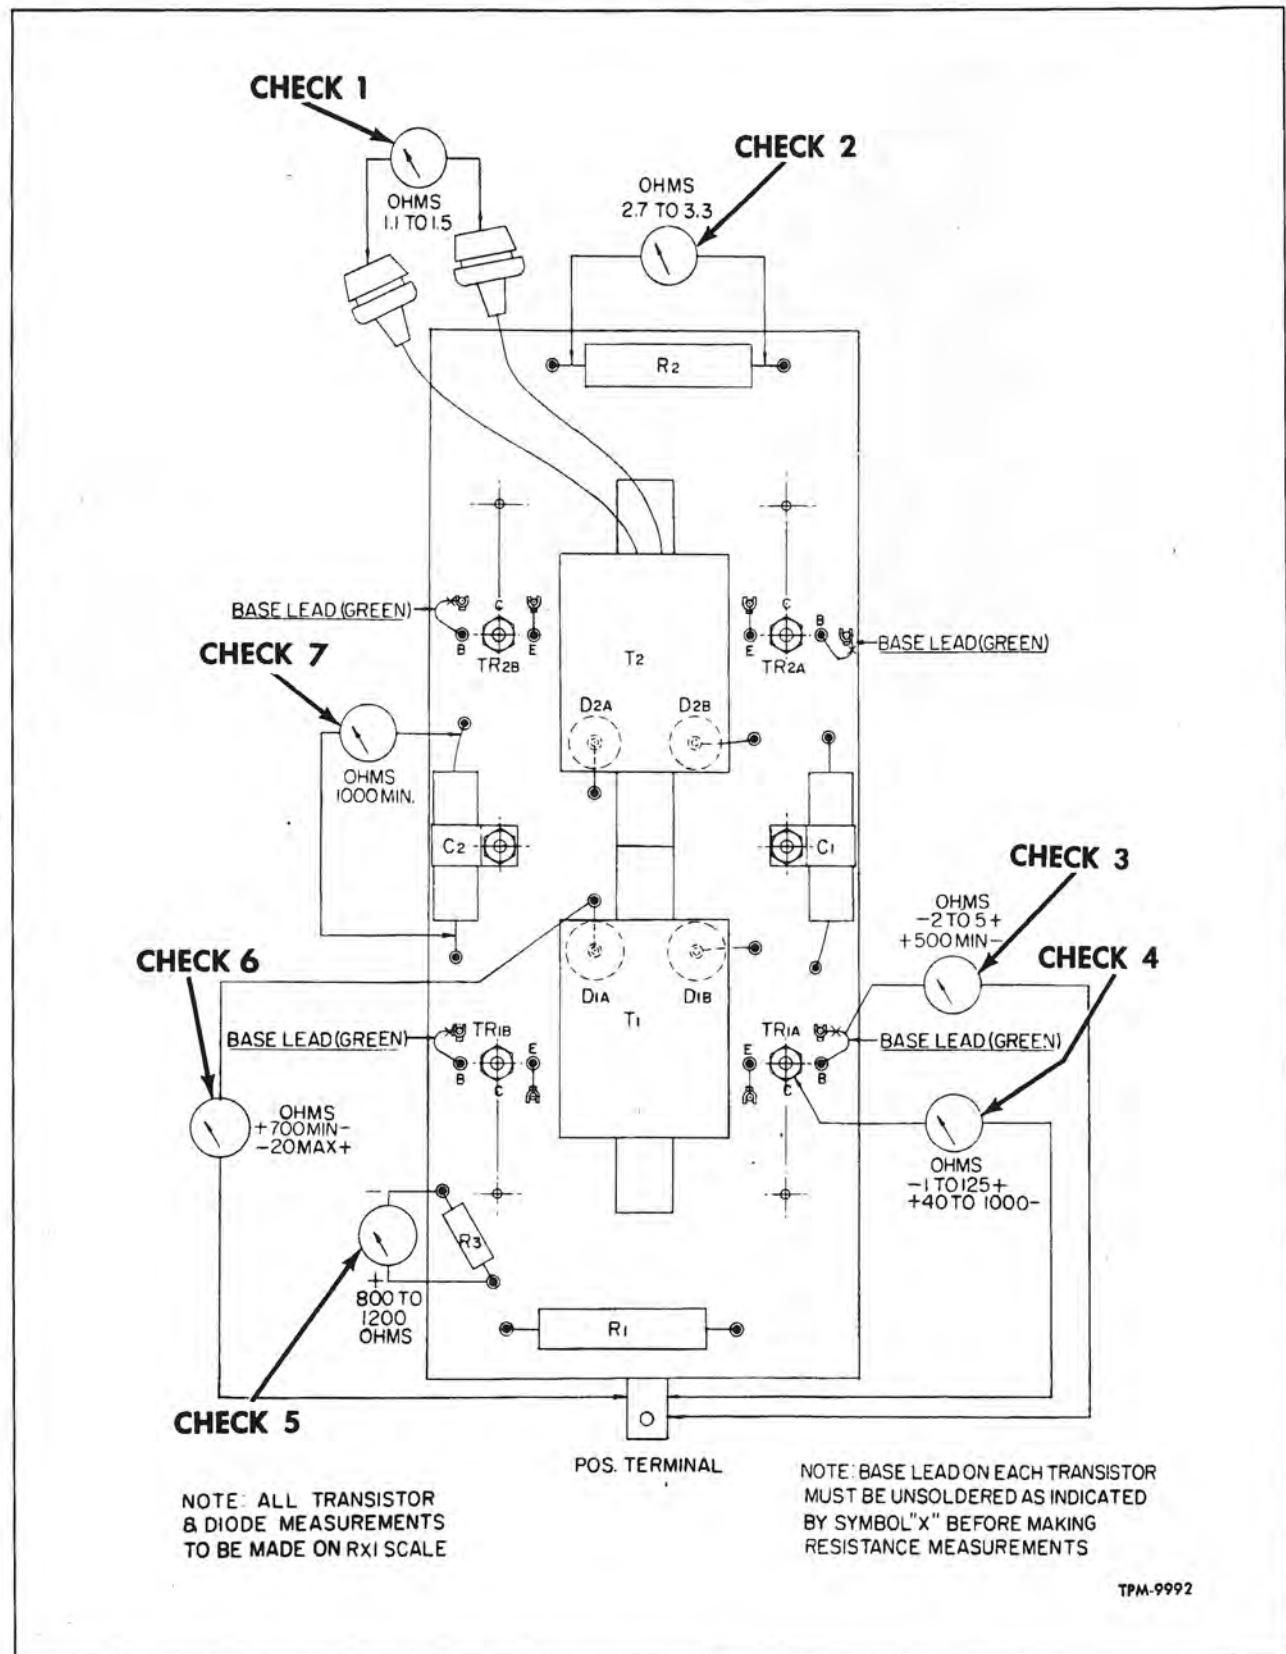 CHECK 1
OHMS
1.1 TO 1.5
CHECK 2
OHMS
2.7 TO 3.3
R2
BASE LEAD (GREEN)
C
B
E
TR2B
T2
C
B
E
TR2A
BASE LEAD (GREEN)
CHECK 7
OHMS
1000 MIN.
D2A
D2B
C2
C1
CHECK 3
OHMS
-2 TO 5+
+500 MIN-
CHECK 6
CHECK 4
D1A
D1B
T1
BASE LEAD (GREEN)
TR1B
B
E
C
TR1A
E
B
C
BASE LEAD (GREEN)
OHMS
+700 MIN-
-20 MAX+
OHMS
-1 TO 125+
+40 TO 1000-
-
R3
+
800 TO
1200
OHMS
R1
CHECK 5
POS. TERMINAL
NOTE: ALL TRANSISTOR
& DIODE MEASUREMENTS
TO BE MADE ON RX1 SCALE
NOTE: BASE LEAD ON EACH TRANSISTOR
MUST BE UNSOLDERED AS INDICATED
BY SYMBOL "X" BEFORE MAKING
RESISTANCE MEASUREMENTS
TPM-9992